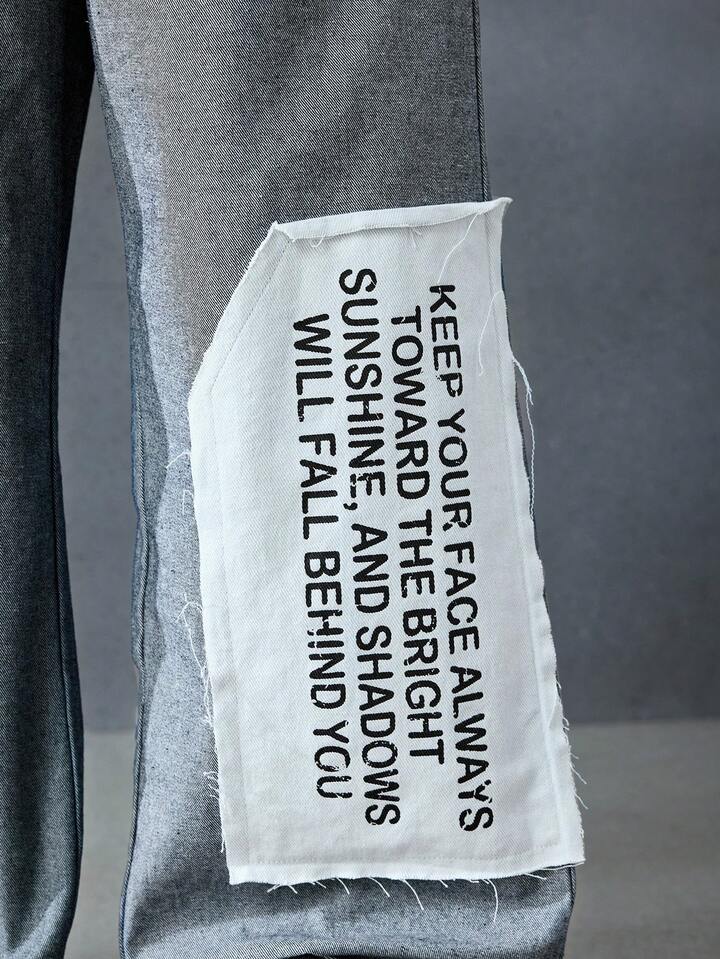 KEEP YOUR FACE ALWAYS
TOWARD THE BRIGHT
SUNSHINE, AND SHADOWS
WILL FALL BEHIND YOU